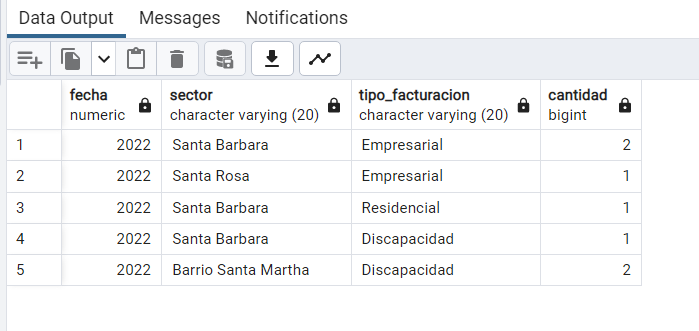 Data Output Messages Notifications
fecha sector tipo_facturacion cantidad
numeric character varying (20) character varying (20) bigint
1 2022 Santa Barbara Empresarial 2
2 2022 Santa Rosa Empresarial 1
3 2022 Santa Barbara Residencial 1
4 2022 Santa Barbara Discapacidad 1
5 2022 Barrio Santa Martha Discapacidad 2